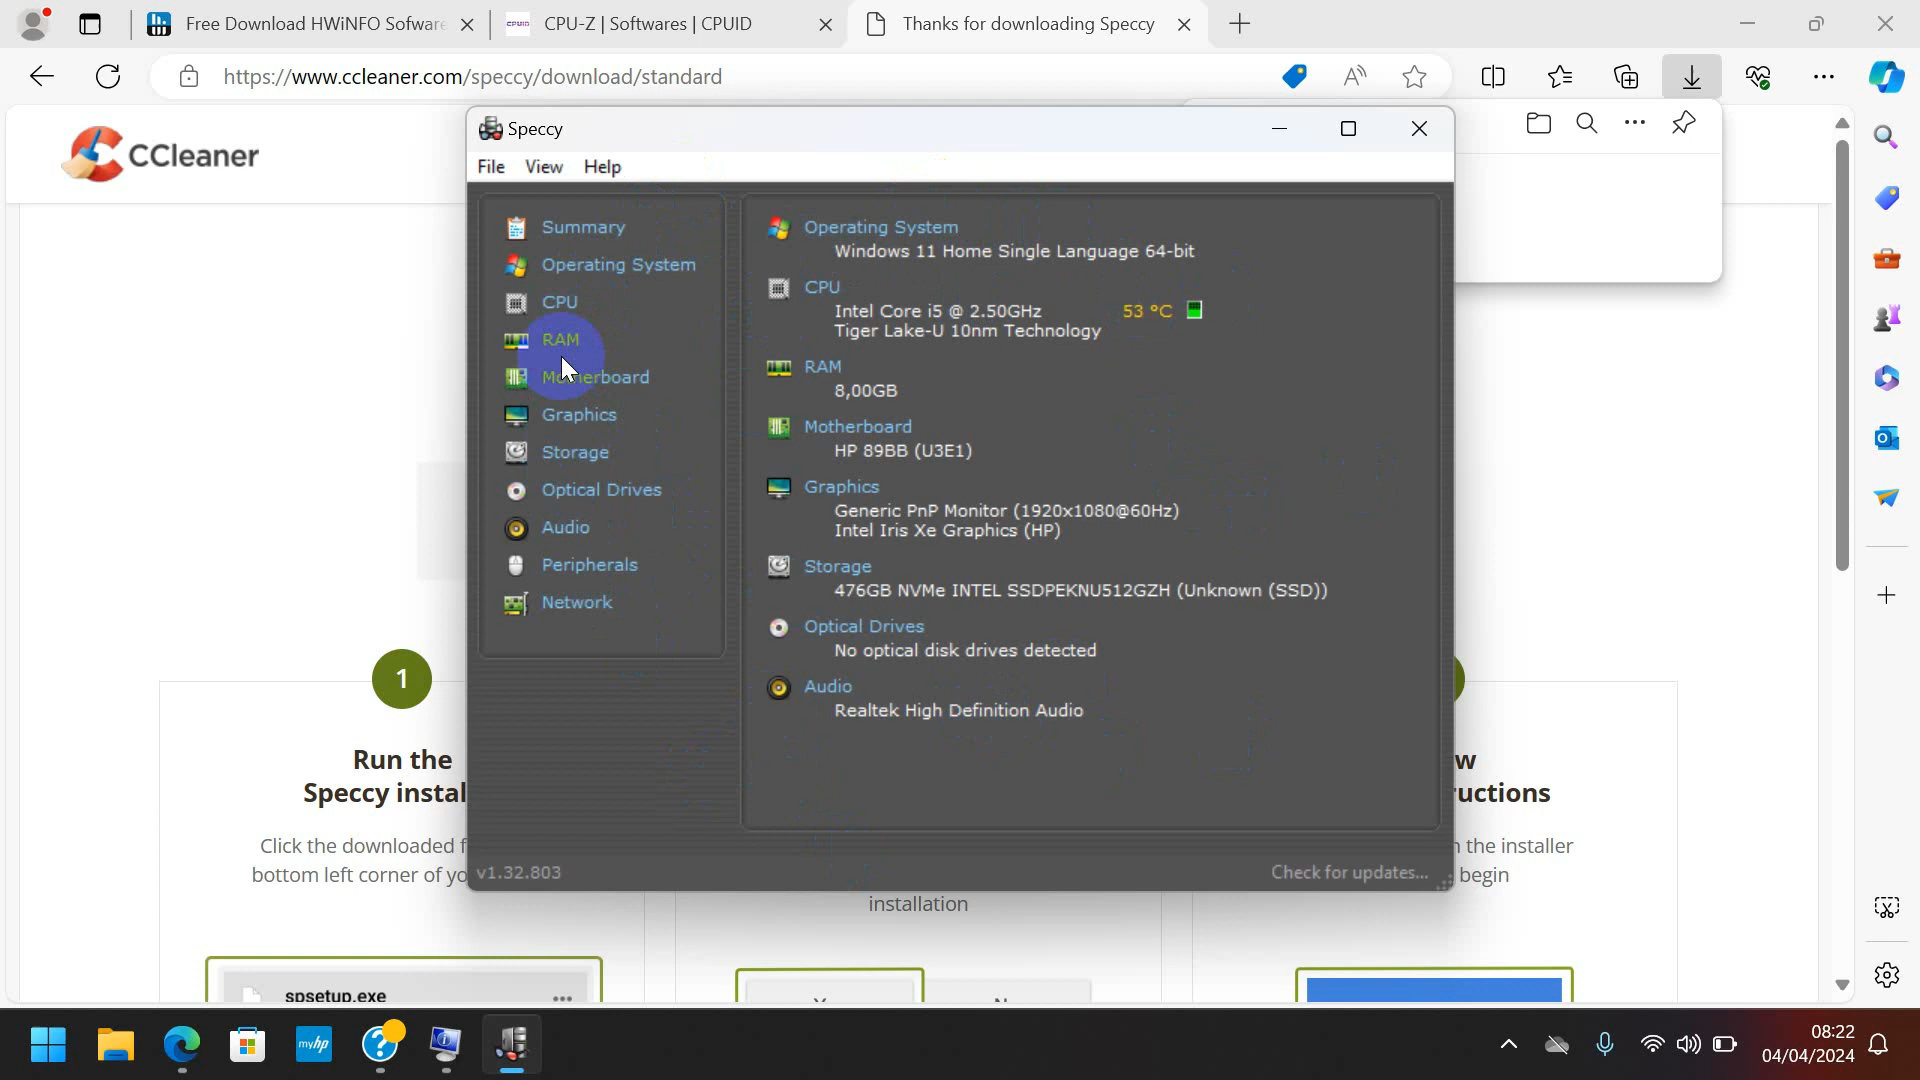 Free Download HWiNFO Sofware
CPU-Z | Softwares | CPUID
Thanks for downloading Speccy
https://www.ccleaner.com/speccy/download/standard
CCleaner
Speccy
File View Help
Summary
Operating System
CPU
RAM
Motherboard
Graphics
Storage
Optical Drives
Audio
Peripherals
Network
Operating System
Windows 11 Home Single Language 64-bit
CPU
Intel Core i5 @ 2.50GHz 53 °C
Tiger Lake-U 10nm Technology
RAM
8,00GB
Motherboard
HP 89BB (U3E1)
Graphics
Generic PnP Monitor (1920x1080@60Hz)
Intel Iris Xe Graphics (HP)
Storage
476GB NVMe INTEL SSDPEKNU512GZH (Unknown (SSD))
Optical Drives
No optical disk drives detected
Audio
Realtek High Definition Audio
v1.32.803
Check for updates...
1
Run the
Speccy instal
Click the downloaded f
bottom left corner of yo
spsetup.exe
installation
w
uctions
the installer
begin
myhp
08:22
04/04/2024